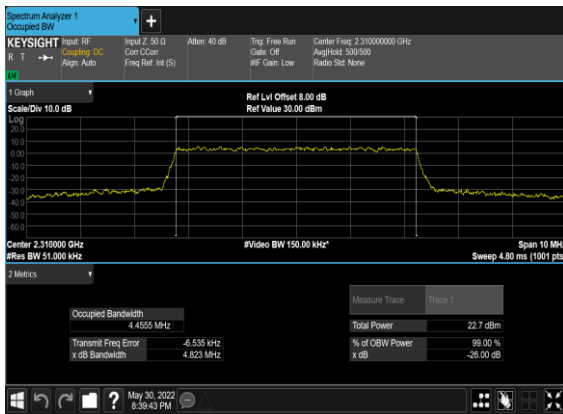 Spectrum Analyzer 1
Occupied BW
KEYSIGHT
R T
LXI
Input: RF
Coupling: DC
Align: Auto
Input Z: 50 Ω
Corr CCorr
Freq Ref: Int (S)
Atten: 40 dB
Trig: Free Run
Gate: Off
#IF Gain: Low
Center Freq: 2.310000000 GHz
Avg|Hold: 500/500
Radio Std: None
1 Graph
Scale/Div 10.0 dB
Ref Lvl Offset 8.00 dB
Ref Value 30.00 dBm
Log
20.0
10.0
0.00
-10.0
-20.0
-30.0
-40.0
-50.0
-60.0
Center 2.310000 GHz
#Res BW 51.000 kHz
#Video BW 150.00 kHz*
Span 10 MHz
Sweep 4.80 ms (1001 pts)
2 Metrics
Measure Trace
Trace 1
Occupied Bandwidth
4.4555 MHz
Total Power
22.7 dBm
Transmit Freq Error
-6.535 kHz
% of OBW Power
99.00 %
x dB Bandwidth
4.823 MHz
x dB
-26.00 dB
?
May 30, 2022
8:39:43 PM